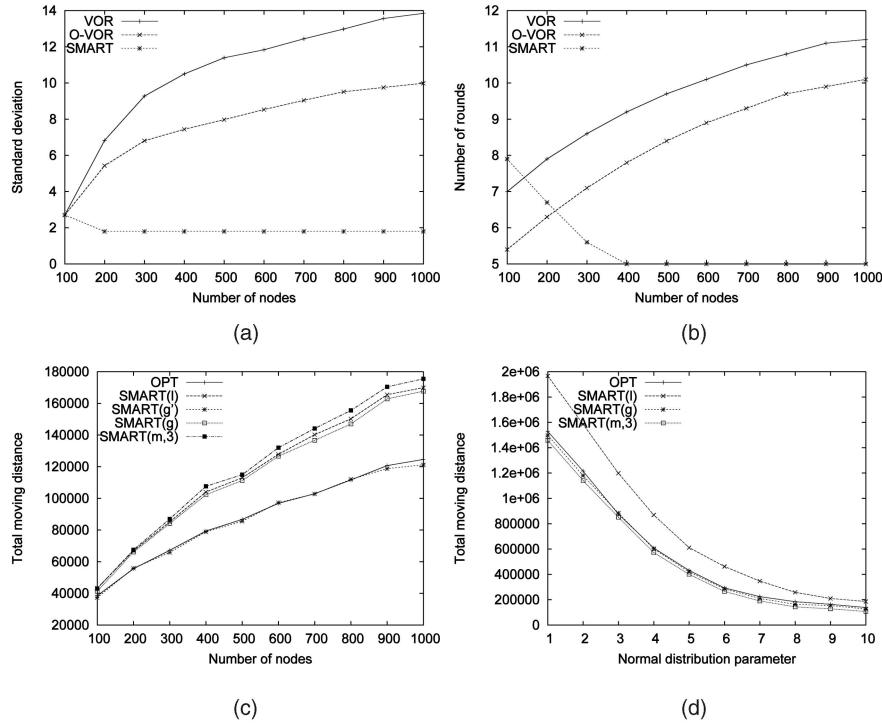 VOR
O-VOR
SMART
14
12
10
8
6
4
2
0
Standard deviation
100 200 300 400 500 600 700 800 900 1000
Number of nodes
(a)
VOR
O-VOR
SMART
12
11
10
9
8
7
6
5
Number of rounds
100 200 300 400 500 600 700 800 900 1000
Number of nodes
(b)
OPT
SMART(l)
SMART(g')
SMART(g)
SMART(m,3)
180000
160000
140000
120000
100000
80000
60000
40000
20000
Total moving distance
100 200 300 400 500 600 700 800 900 1000
Number of nodes
(c)
OPT
SMART(l)
SMART(g)
SMART(m,3)
2e+06
1.8e+06
1.6e+06
1.4e+06
1.2e+06
1e+06
800000
600000
400000
200000
0
Total moving distance
1 2 3 4 5 6 7 8 9 10
Normal distribution parameter
(d)